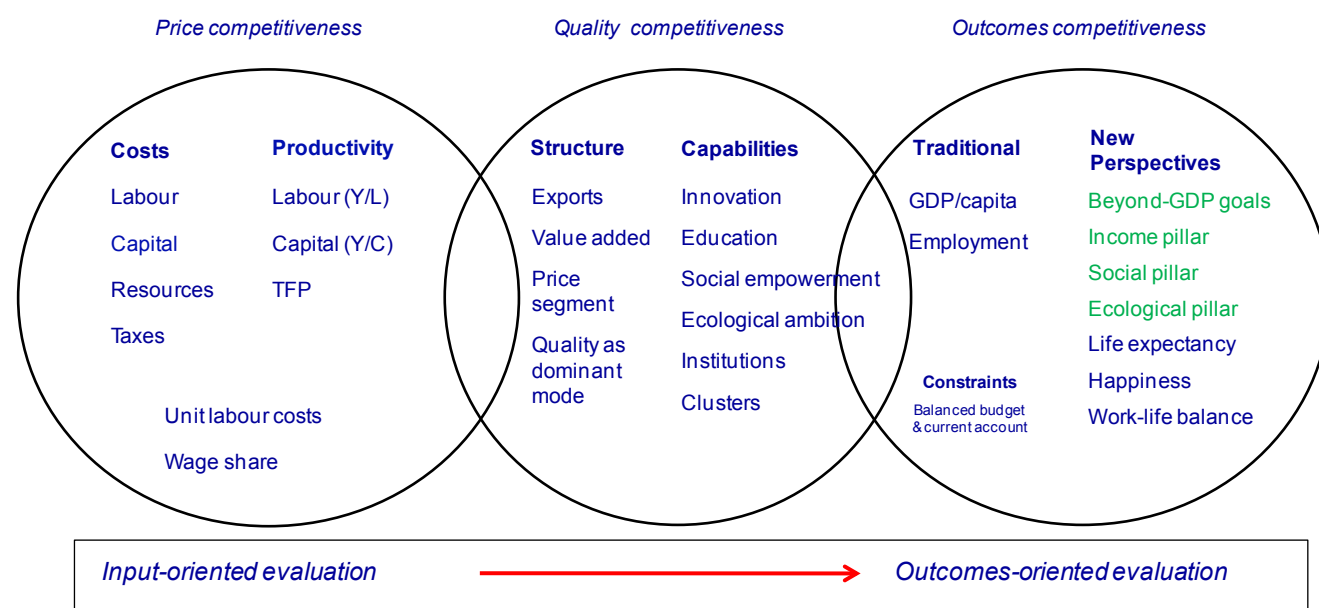 Price competitiveness
Quality competitiveness
Outcomes competitiveness
Costs
Labour
Capital
Resources
Taxes
Productivity
Labour (Y/L)
Capital (Y/C)
TFP
Unit labour costs
Wage share
Structure
Exports
Value added
Price
segment
Quality as
dominant
mode
Capabilities
Innovation
Education
Social empowerment
Ecological ambition
Institutions
Clusters
Traditional
GDP/capita
Employment
Constraints
Balanced budget
& current account
New
Perspectives
Beyond-GDP goals
Income pillar
Social pillar
Ecological pillar
Life expectancy
Happiness
Work-life balance
Input-oriented evaluation
Outcomes-oriented evaluation